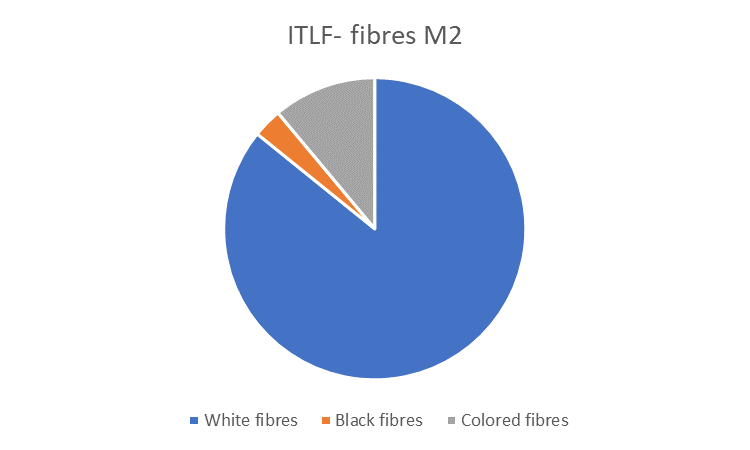 ITLF- fibres M2
White fibres
Black fibres
Colored fibres